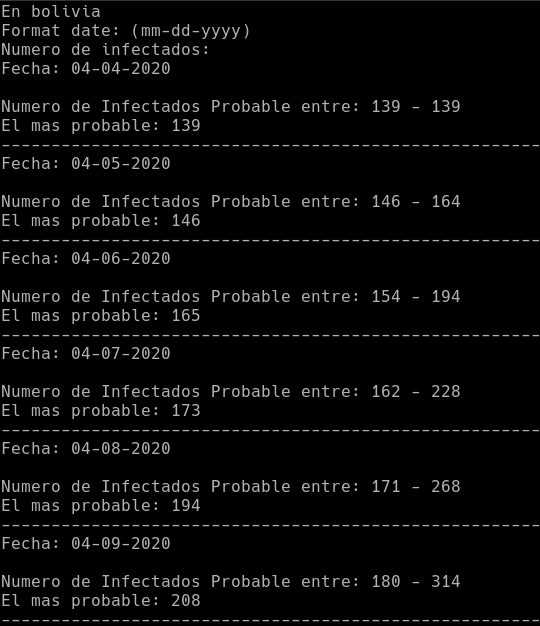 En bolivia
Format date: (mm-dd-yyyy)
Numero de infectados:
Fecha: 04-04-2020
Numero de Infectados Probable entre: 139 - 139
El mas probable: 139
------------------------------------------------------
Fecha: 04-05-2020
Numero de Infectados Probable entre: 146 - 164
El mas probable: 146
------------------------------------------------------
Fecha: 04-06-2020
Numero de Infectados Probable entre: 154 - 194
El mas probable: 165
------------------------------------------------------
Fecha: 04-07-2020
Numero de Infectados Probable entre: 162 - 228
El mas probable: 173
------------------------------------------------------
Fecha: 04-08-2020
Numero de Infectados Probable entre: 171 - 268
El mas probable: 194
------------------------------------------------------
Fecha: 04-09-2020
Numero de Infectados Probable entre: 180 - 314
El mas probable: 208
------------------------------------------------------